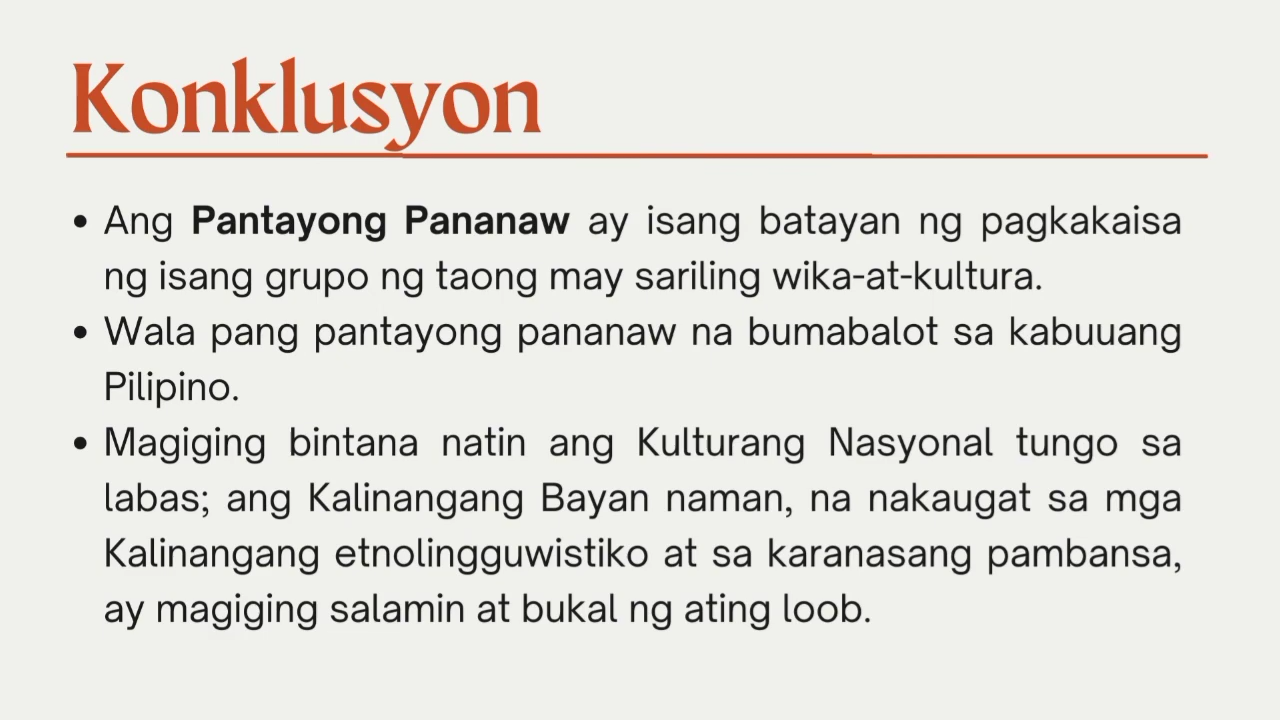 Konklusyon
• Ang Pantayong Pananaw ay isang batayan ng pagkakaisa
ng isang grupo ng taong may sariling wika-at-kultura.
• Wala pang pantayong pananaw na bumabalot sa kabuuang
Pilipino.
• Magiging bintana natin ang Kulturang Nasyonal tungo sa
labas; ang Kalinangang Bayan naman, na nakaugat sa mga
Kalinangang etnolingguwistiko at sa karanasang pambansa,
ay magiging salamin at bukal ng ating loob.